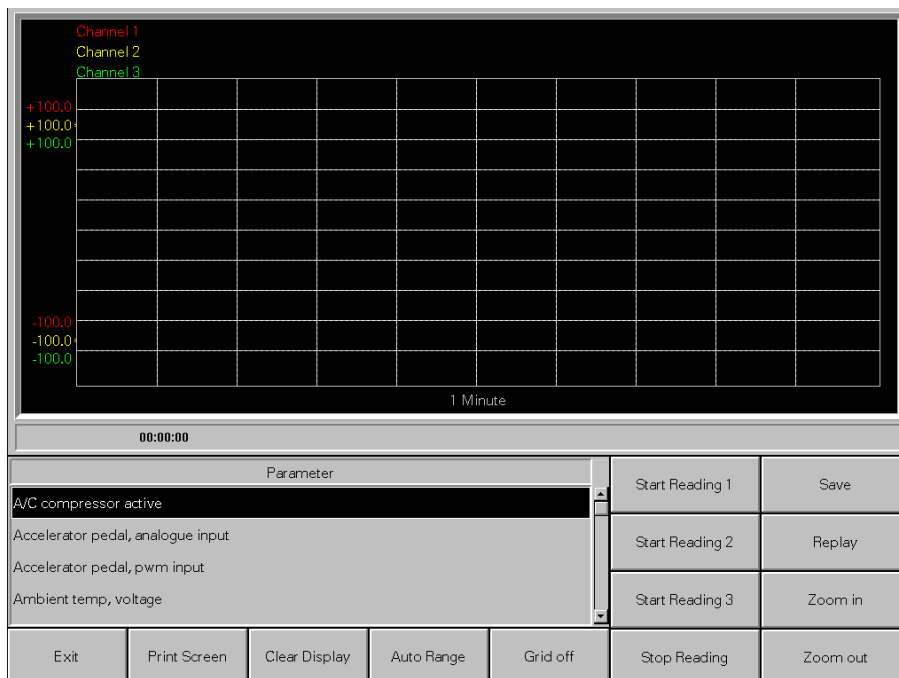 Channel 1
Channel 2
Channel 3
+100.0
+100.0
+100.0
-100.0
-100.0
-100.0
1 Minute
00:00:00
Parameter
A/C compressor active
Accelerator pedal, analogue input
Accelerator pedal, pwm input
Ambient temp, voltage
Start Reading 1
Save
Start Reading 2
Replay
Start Reading 3
Zoom in
Exit
Print Screen
Clear Display
Auto Range
Grid off
Stop Reading
Zoom out